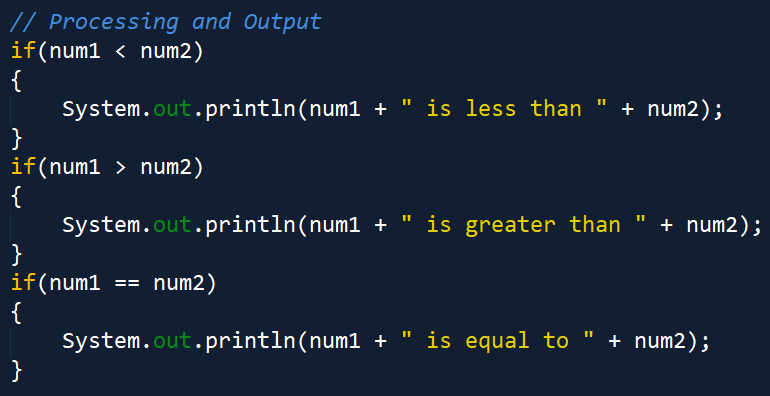 // Processing and Output
if(num1 < num2)
{
    System.out.println(num1 + " is less than " + num2);
}
if(num1 > num2)
{
    System.out.println(num1 + " is greater than " + num2);
}
if(num1 == num2)
{
    System.out.println(num1 + " is equal to " + num2);
}